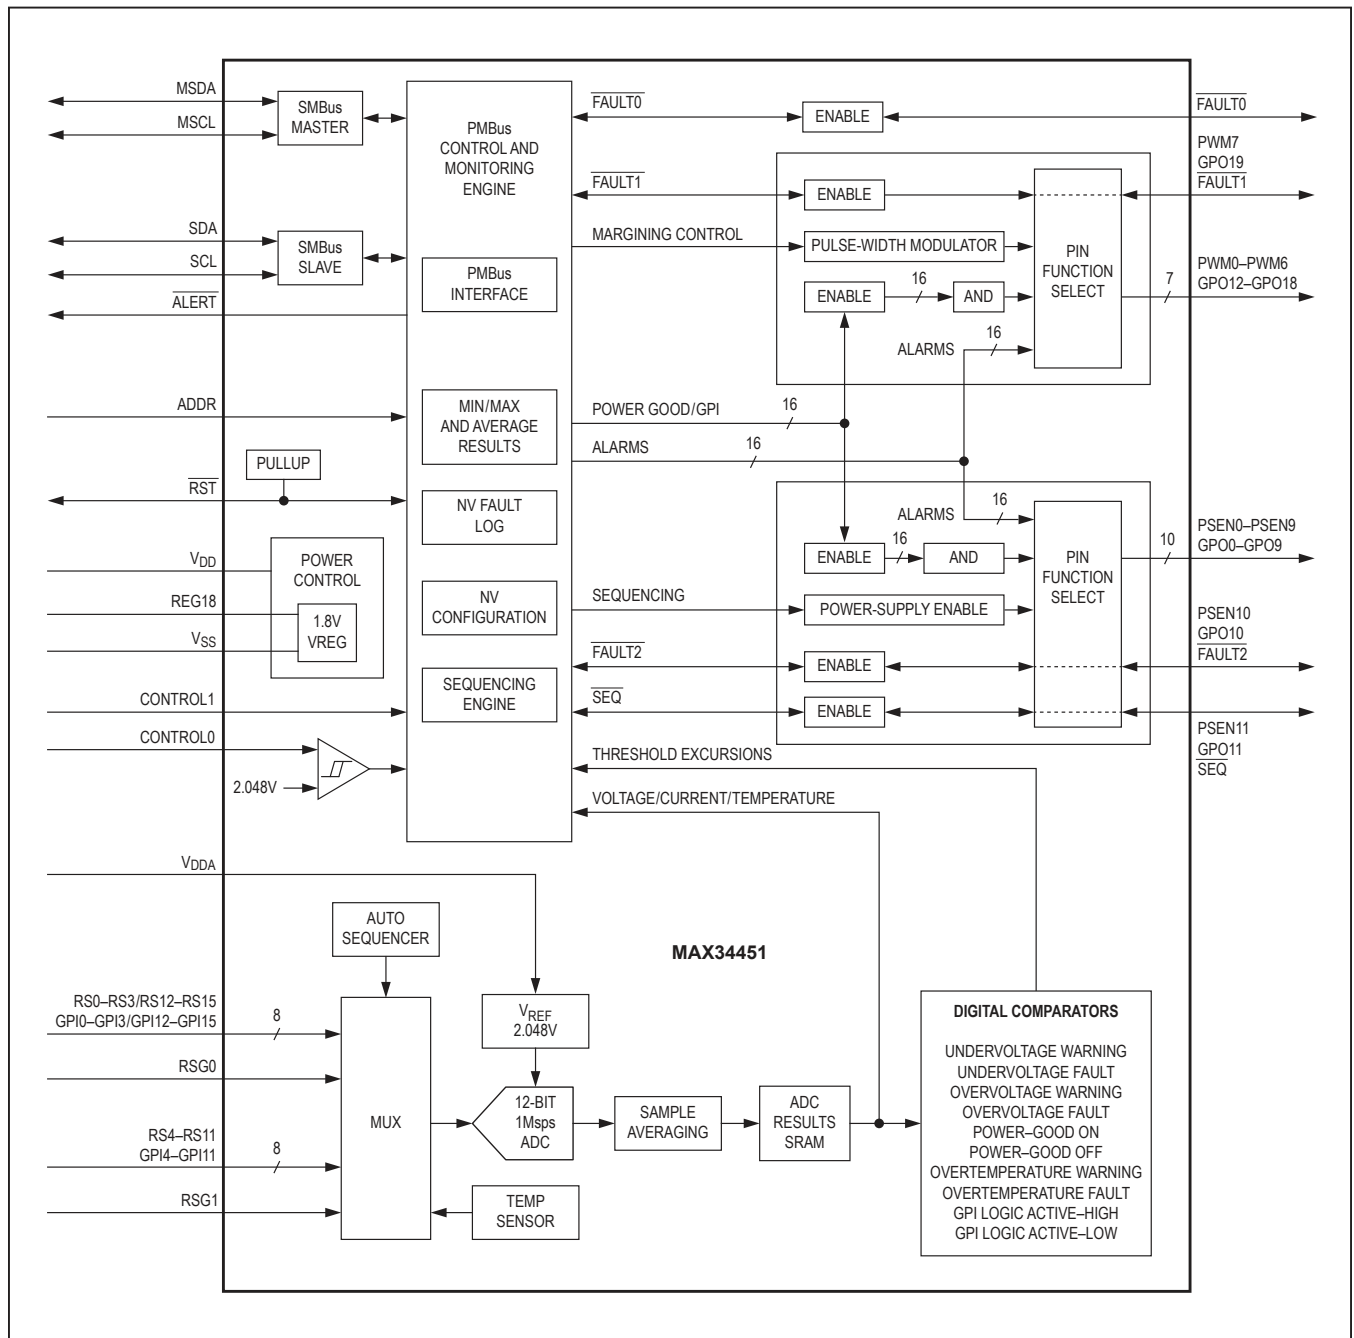 MSDA
MSCL
SMBus
MASTER
SDA
SCL
SMBus
SLAVE
ALERT
ADDR
PULLUP
RST
VDD
POWER
CONTROL
REG18
1.8V
VREG
VSS
CONTROL1
CONTROL0
2.048V
PMBus
CONTROL AND
MONITORING
ENGINE
PMBus
INTERFACE
MIN/MAX
AND AVERAGE
RESULTS
NV FAULT
LOG
NV
CONFIGURATION
SEQUENCING
ENGINE
FAULT0
ENABLE
FAULT0
FAULT1
ENABLE
PWM7
GPO19
FAULT1
MARGINING CONTROL
PULSE-WIDTH MODULATOR
PIN
FUNCTION
SELECT
ENABLE
16
AND
7
PWM0–PWM6
GPO12–GPO18
ALARMS
16
POWER GOOD/GPI
16
ALARMS
16
ALARMS
16
ENABLE
16
AND
PIN
FUNCTION
SELECT
10
PSEN0–PSEN9
GPO0–GPO9
SEQUENCING
POWER-SUPPLY ENABLE
FAULT2
ENABLE
PSEN10
GPO10
FAULT2
SEQ
ENABLE
PSEN11
GPO11
SEQ
THRESHOLD EXCURSIONS
VOLTAGE/CURRENT/TEMPERATURE
VDDA
AUTO
SEQUENCER
MAX34451
RS0–RS3/RS12–RS15
GPI0–GPI3/GPI12–GPI15
8
RSG0
RS4–RS11
GPI4–GPI11
8
RSG1
MUX
VREF
2.048V
12-BIT
1Msps
ADC
TEMP
SENSOR
SAMPLE
AVERAGING
ADC
RESULTS
SRAM
DIGITAL COMPARATORS
UNDERVOLTAGE WARNING
UNDERVOLTAGE FAULT
OVERVOLTAGE WARNING
OVERVOLTAGE FAULT
POWER–GOOD ON
POWER–GOOD OFF
OVERTEMPERATURE WARNING
OVERTEMPERATURE FAULT
GPI LOGIC ACTIVE–HIGH
GPI LOGIC ACTIVE–LOW